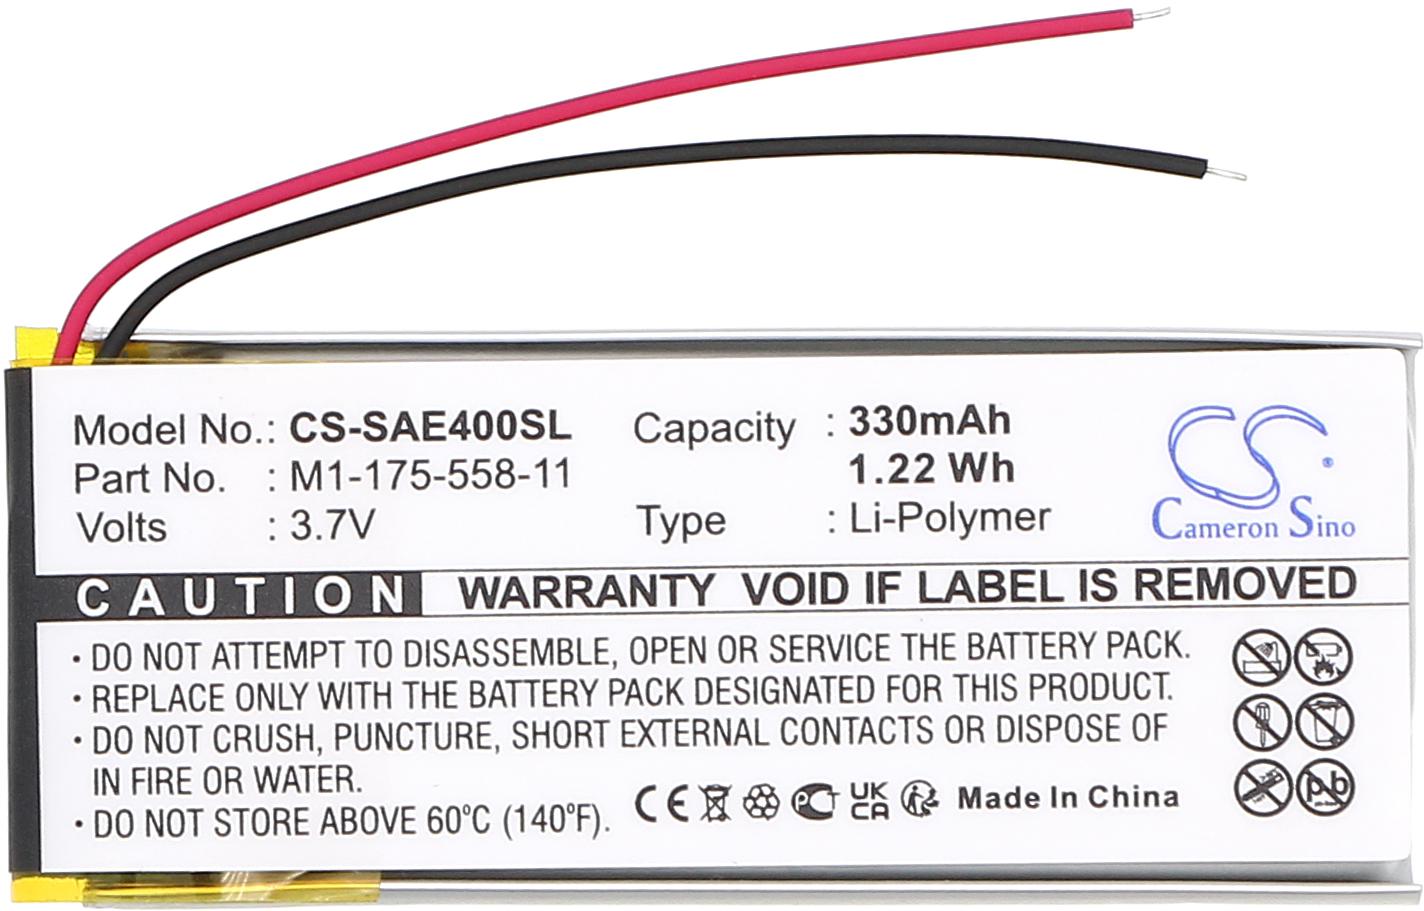 Model No.: CS-SAE400SL
Part No. : M1-175-558-11
Volts : 3.7V
Capacity : 330mAh
1.22 Wh
Type : Li-Polymer
Cameron Sino
CAUTION WARRANTY VOID IF LABEL IS REMOVED
· DO NOT ATTEMPT TO DISASSEMBLE, OPEN OR SERVICE THE BATTERY PACK.
· REPLACE ONLY WITH THE BATTERY PACK DESIGNATED FOR THIS PRODUCT.
· DO NOT CRUSH, PUNCTURE, SHORT EXTERNAL CONTACTS OR DISPOSE OF
IN FIRE OR WATER.
· DO NOT STORE ABOVE 60°C (140°F).
CE UK CA Made In China
Pb